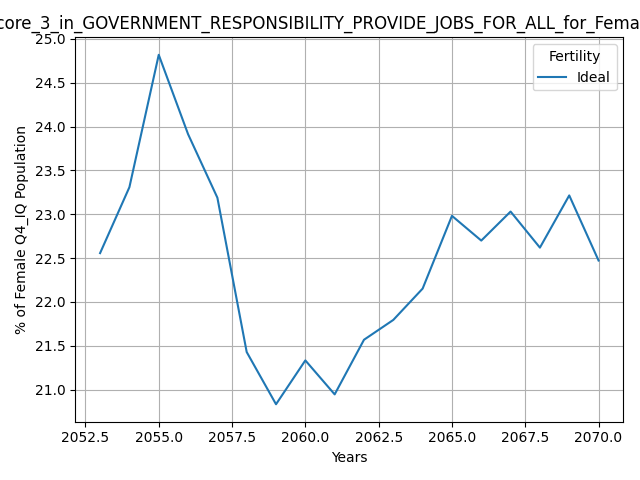 core_3_in_GOVERNMENT_RESPONSIBILITY_PROVIDE_JOBS_FOR_ALL_for_Fema
Fertility
Ideal
% of Female Q4_IQ Population
25.0
24.5
24.0
23.5
23.0
22.5
22.0
21.5
21.0
2052.5 2055.0 2057.5 2060.0 2062.5 2065.0 2067.5 2070.0
Years